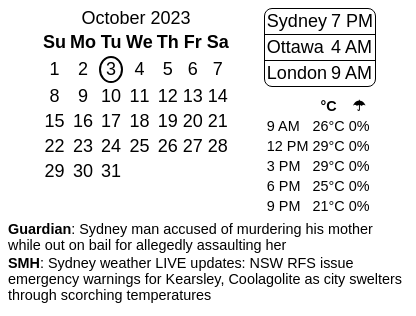 October 2023
Su Mo Tu We Th Fr Sa
1 2 3 4 5 6 7
8 9 10 11 12 13 14
15 16 17 18 19 20 21
22 23 24 25 26 27 28
29 30 31
Sydney 7 PM
Ottawa 4 AM
London 9 AM
°C ☂
9 AM 26°C 0%
12 PM 29°C 0%
3 PM 29°C 0%
6 PM 25°C 0%
9 PM 21°C 0%
Guardian: Sydney man accused of murdering his mother
while out on bail for allegedly assaulting her
SMH: Sydney weather LIVE updates: NSW RFS issue
emergency warnings for Kearsley, Coolagolite as city swelters
through scorching temperatures